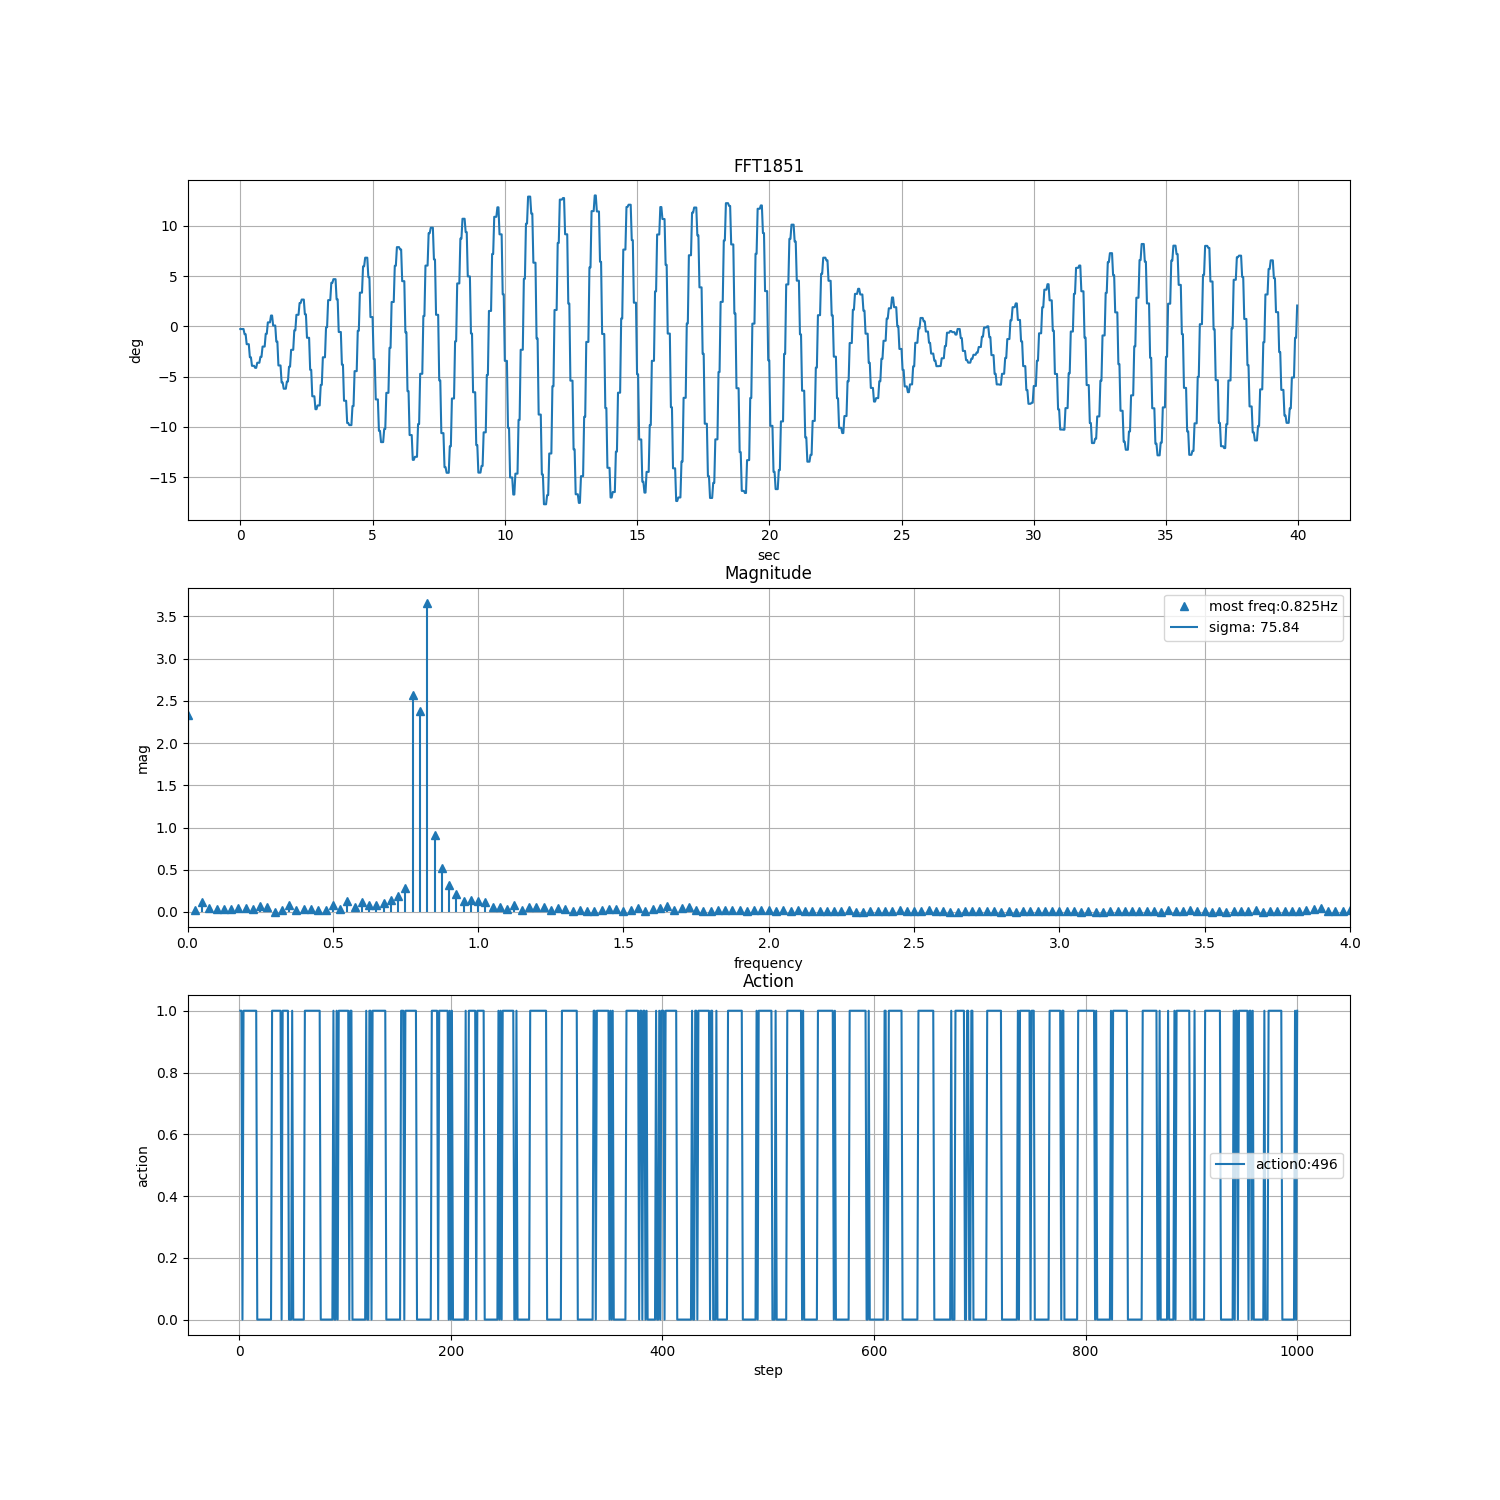 FFT1851
10
5
0
−5
−10
−15
deg
0 5 10 15 20 25 30 35 40
sec
Magnitude
most freq:0.825Hz
sigma: 75.84
3.5
3.0
2.5
2.0
1.5
1.0
0.5
0.0
mag
0.0 0.5 1.0 1.5 2.0 2.5 3.0 3.5 4.0
frequency
Action
1.0
0.8
0.6
0.4
0.2
0.0
action
action0:496
0 200 400 600 800 1000
step